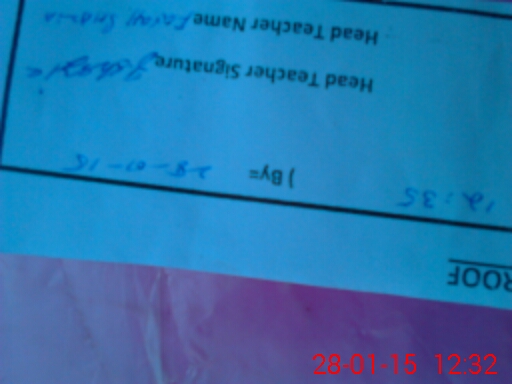 ROOF
12:35
) By= 28-01-15
Head Teacher Signature
Head Teacher Name
28-01-15 12:32